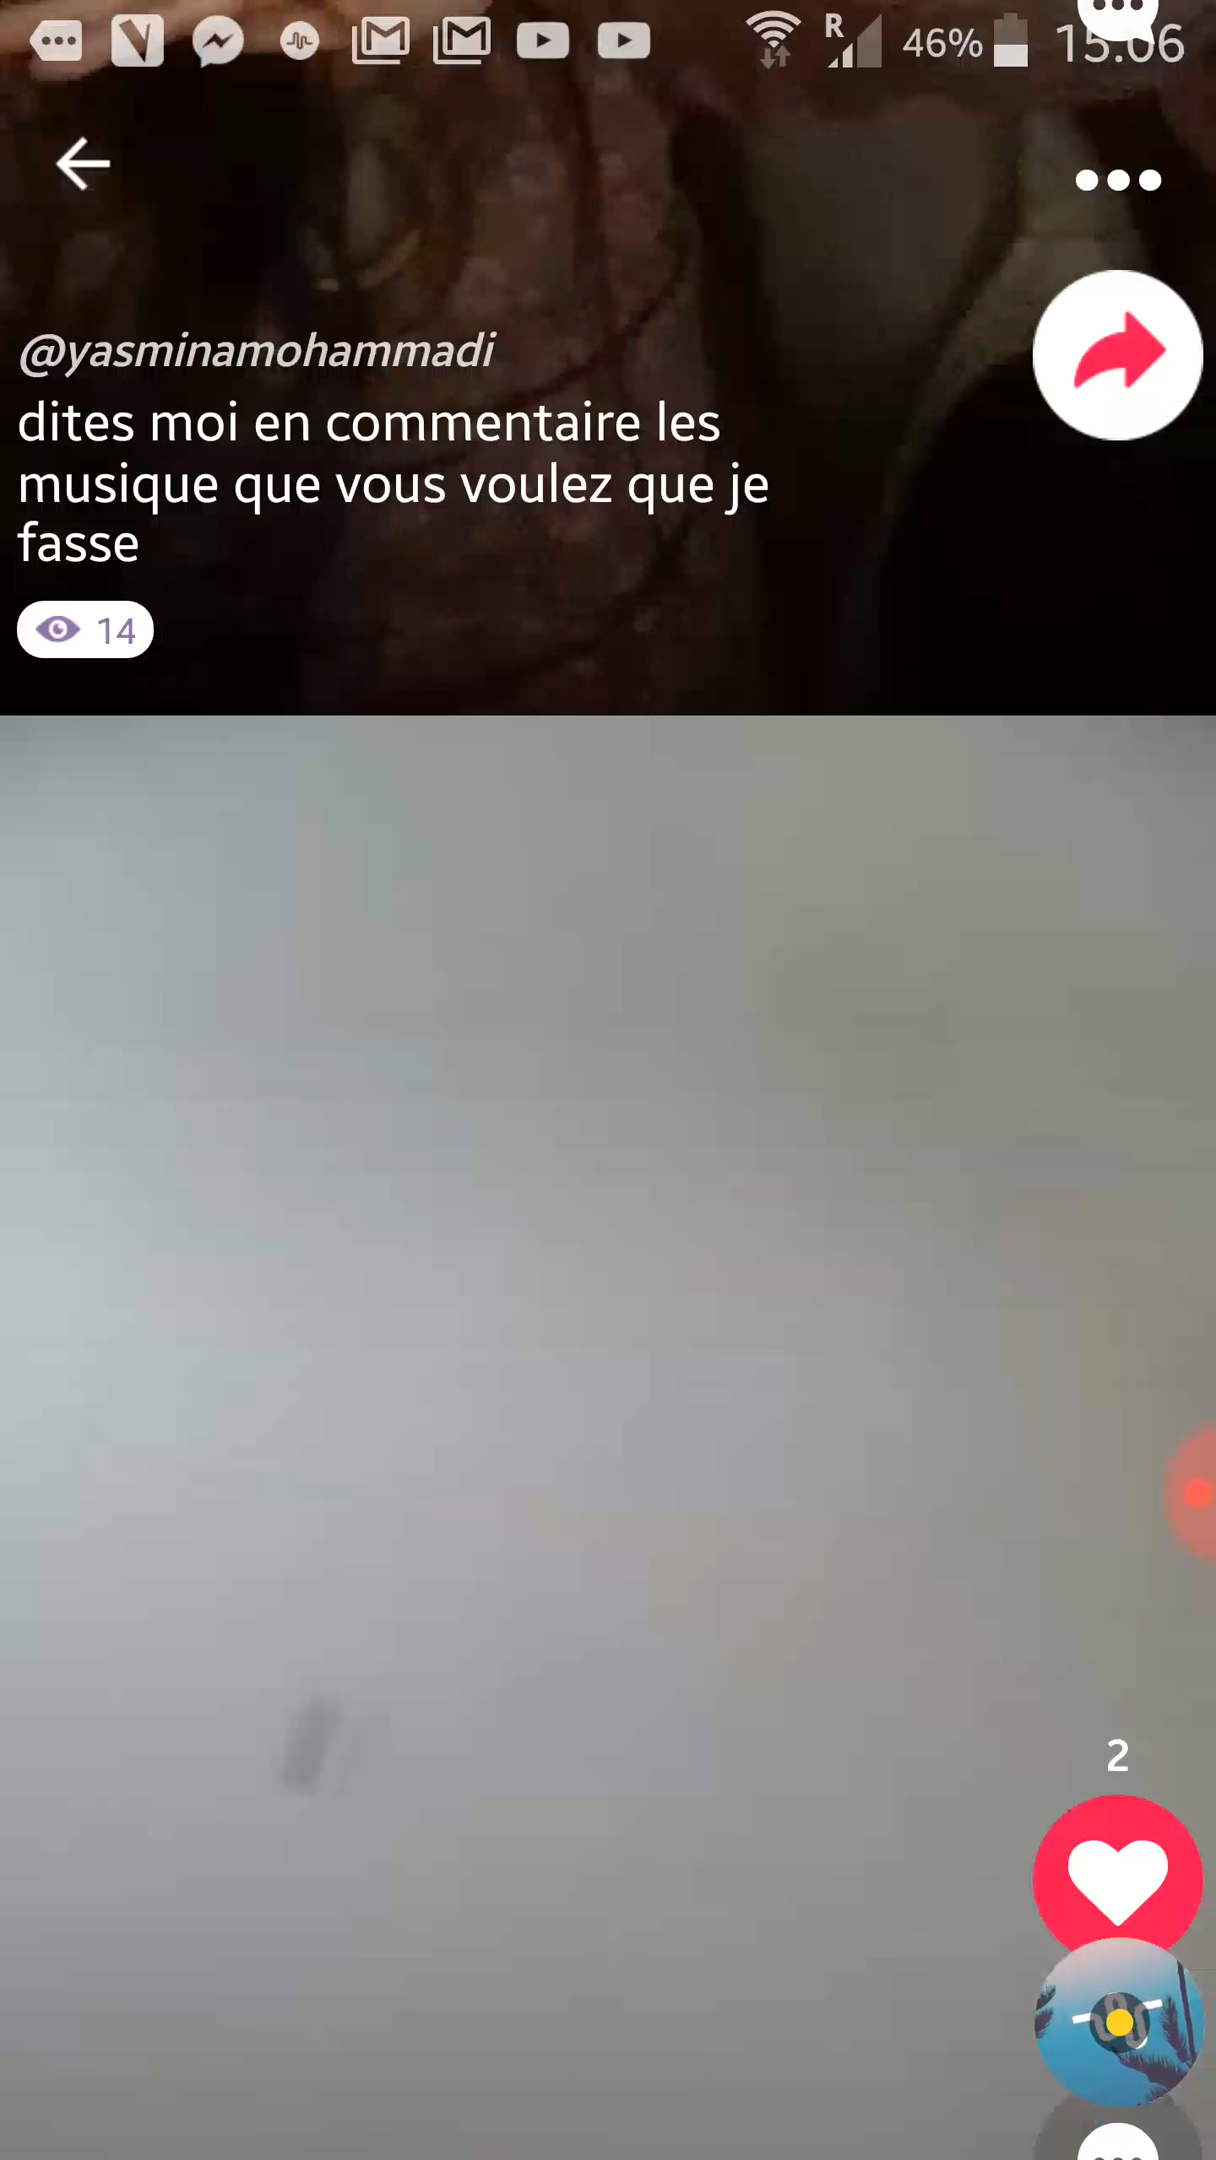 46% 15.06
@yasminamohammadi
dites moi en commentaire les
musique que vous voulez que je
fasse
14
2